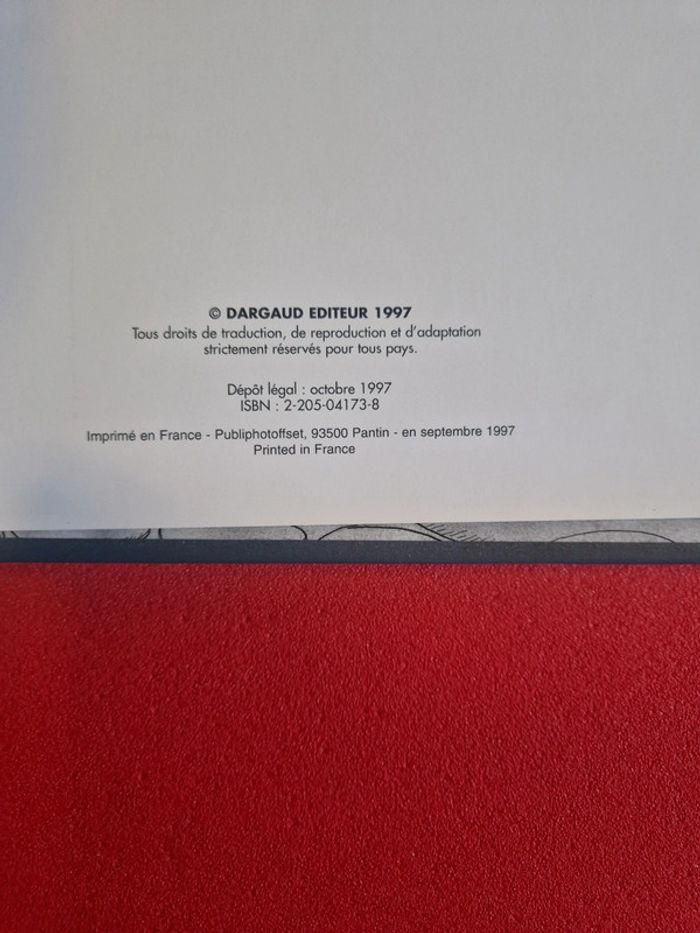 © DARGAUD EDITEUR 1997
Tous droits de traduction, de reproduction et d'adaptation
strictement réservés pour tous pays.
Dépôt légal : octobre 1997
ISBN : 2-205-04173-8
Imprimé en France - Publiphotoffset, 93500 Pantin - en septembre 1997
Printed in France